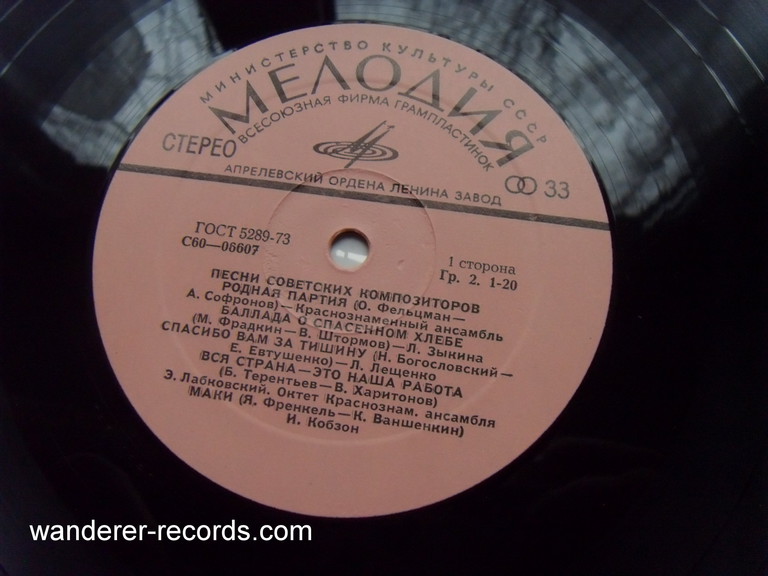 МИНИСТЕРСТВО КУЛЬТУРЫ СССР
МЕЛОДИЯ
ВСЕСОЮЗНАЯ ФИРМА ГРАМПЛАСТИНОК
СТЕРЕО
АПРЕЛЕВСКИЙ ОРДЕНА ЛЕНИНА ЗАВОД
33
ГОСТ 5289-73
С60—06607
1 сторона
Гр. 2. 1-20
ПЕСНИ СОВЕТСКИХ КОМПОЗИТОРОВ
РОДНАЯ ПАРТИЯ (О. Фельцман—
А. Софронов)—Краснознаменный ансамбль
БАЛЛАДА О СПАСЕННОМ ХЛЕБЕ
(М. Фрадкин—В. Штормов)—Л. Зыкина
СПАСИБО ВАМ ЗА ТИШИНУ (Н. Богословский—
Е. Евтушенко)—Л. Лещенко
ВСЯ СТРАНА—ЭТО НАША РАБОТА
(Б. Терентьев—В. Харитонов)
Э. Лабковский. Октет Краснознам. ансамбля
МАКИ (Я. Френкель—К. Ваншенкин)
И. Кобзон
wanderer-records.com